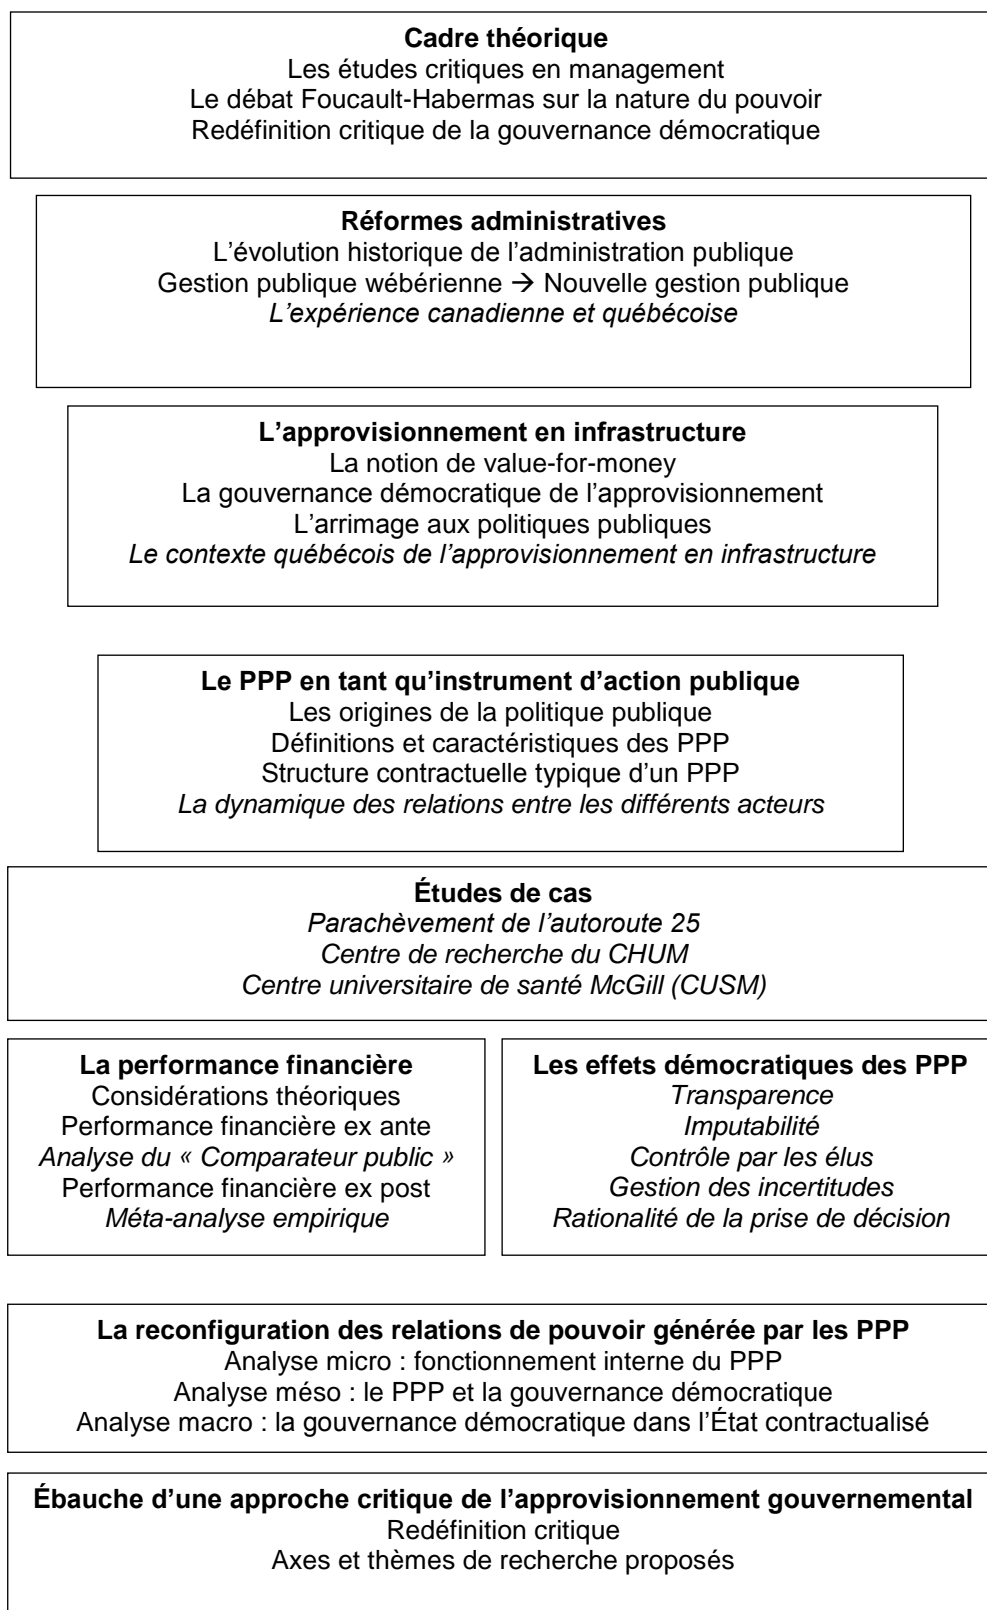 Cadre théorique
Les études critiques en management
Le débat Foucault-Habermas sur la nature du pouvoir
Redéfinition critique de la gouvernance démocratique
Réformes administratives
L’évolution historique de l’administration publique
Gestion publique wébérienne → Nouvelle gestion publique
L’expérience canadienne et québécoise
L’approvisionnement en infrastructure
La notion de value-for-money
La gouvernance démocratique de l’approvisionnement
L’arrimage aux politiques publiques
Le contexte québécois de l’approvisionnement en infrastructure
Le PPP en tant qu’instrument d’action publique
Les origines de la politique publique
Définitions et caractéristiques des PPP
Structure contractuelle typique d’un PPP
La dynamique des relations entre les différents acteurs
Études de cas
Parachèvement de l’autoroute 25
Centre de recherche du CHUM
Centre universitaire de santé McGill (CUSM)
La performance financière
Considérations théoriques
Performance financière ex ante
Analyse du « Comparateur public »
Performance financière ex post
Méta-analyse empirique
Les effets démocratiques des PPP
Transparence
Imputabilité
Contrôle par les élus
Gestion des incertitudes
Rationalité de la prise de décision
La reconfiguration des relations de pouvoir générée par les PPP
Analyse micro : fonctionnement interne du PPP
Analyse méso : le PPP et la gouvernance démocratique
Analyse macro : la gouvernance démocratique dans l’État contractualisé
Ébauche d’une approche critique de l’approvisionnement gouvernemental
Redéfinition critique
Axes et thèmes de recherche proposés